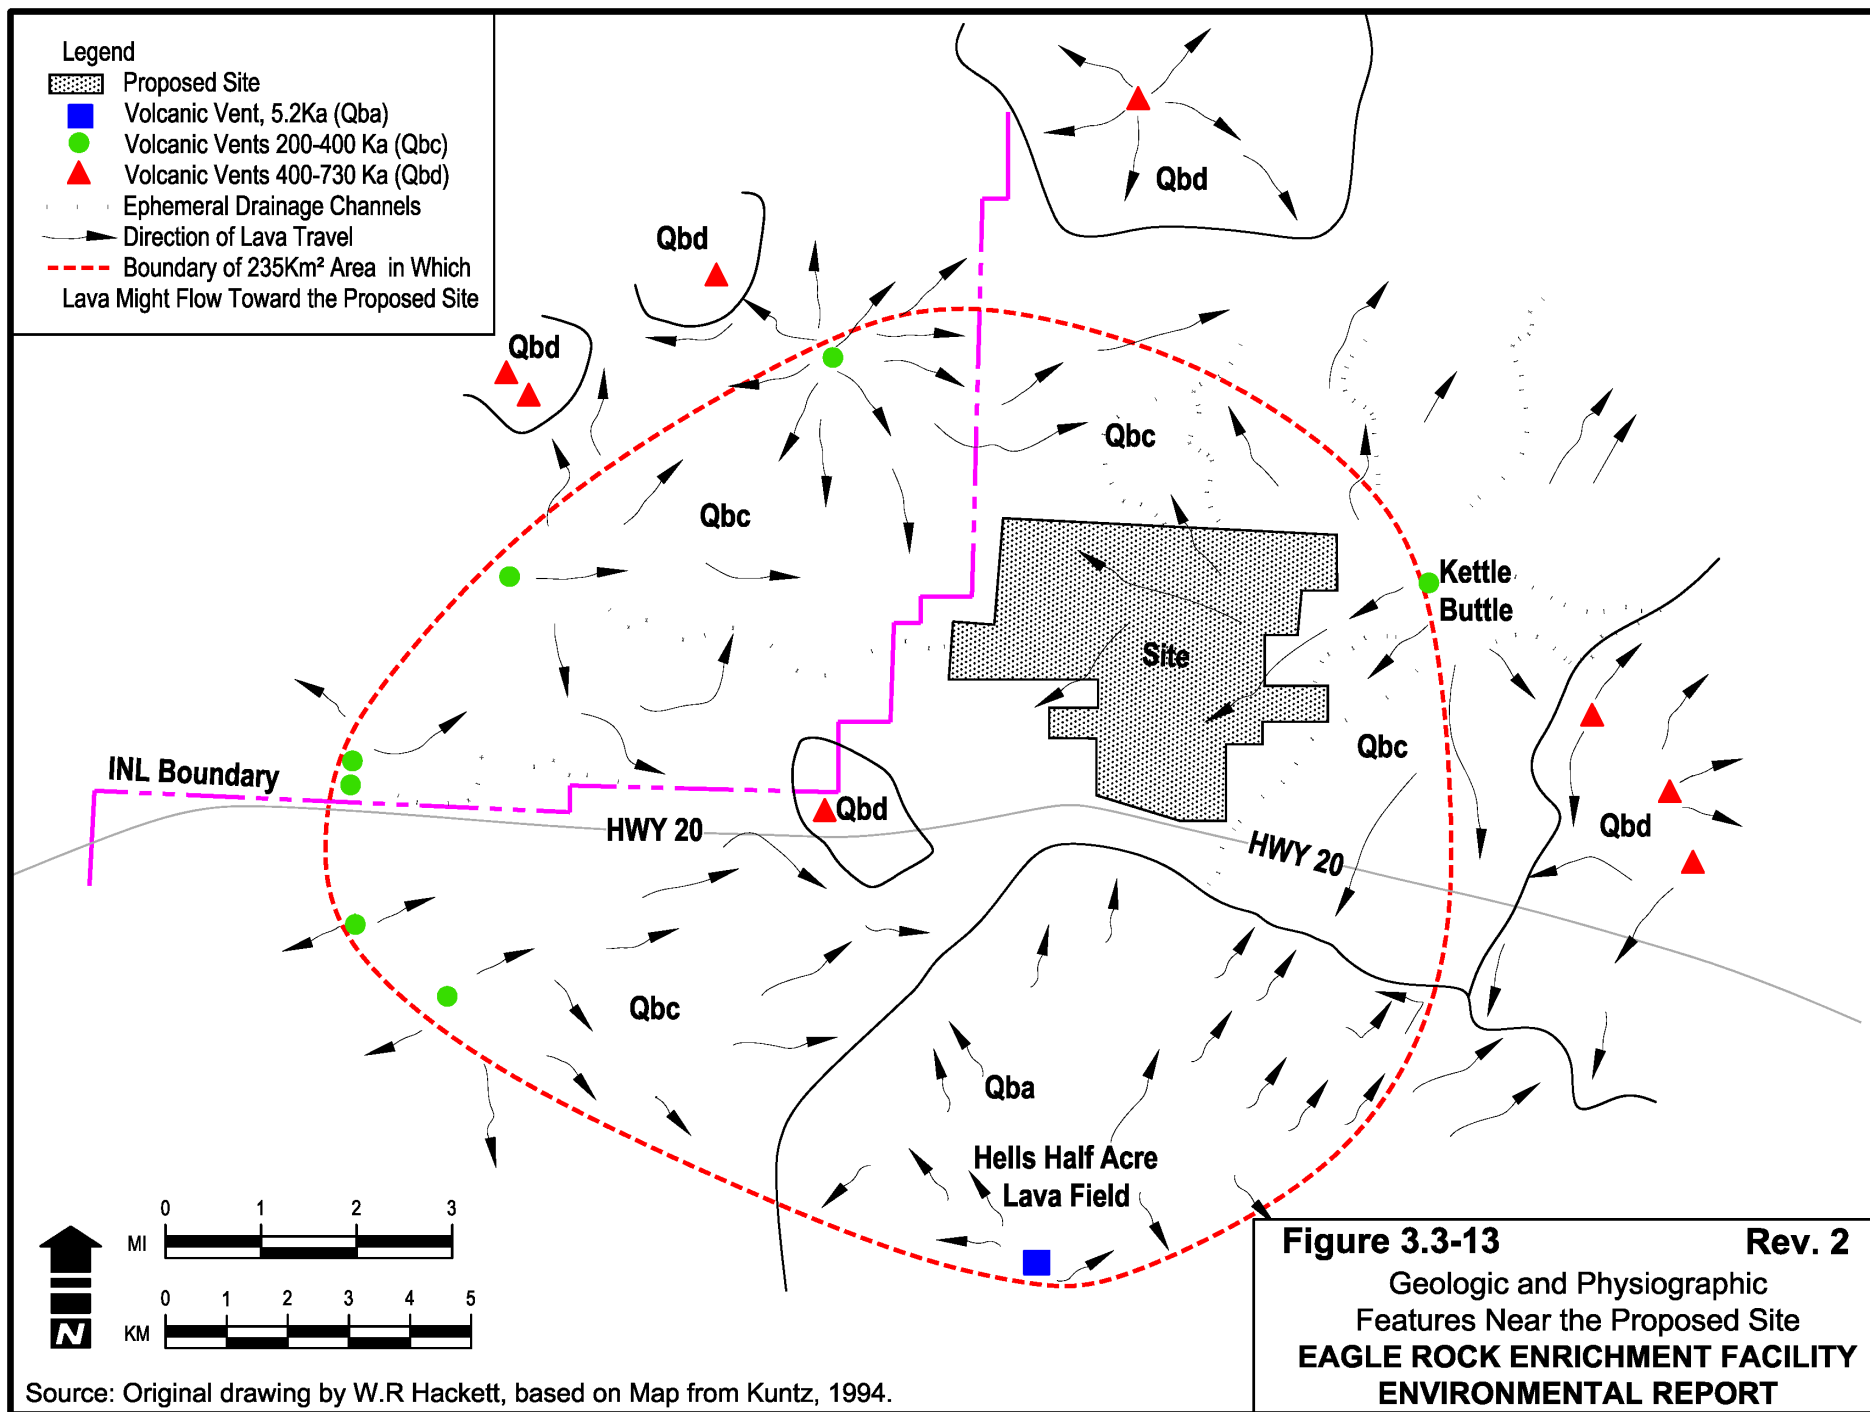 Legend
Proposed Site
Volcanic Vent, 5.2Ka (Qba)
Volcanic Vents 200-400 Ka (Qbc)
Volcanic Vents 400-730 Ka (Qbd)
Ephemeral Drainage Channels
Direction of Lava Travel
Boundary of 235Km² Area in Which
Lava Might Flow Toward the Proposed Site
Qbd
Qbd
Qbd
Qbc
Qbc
Kettle
Buttle
Site
Qbc
INL Boundary
Qbd
HWY 20
HWY 20
Qbd
Qbc
Qba
Hells Half Acre
Lava Field
0 1 2 3
MI
0 1 2 3 4 5
KM
N
Figure 3.3-13 Rev. 2
Geologic and Physiographic
Features Near the Proposed Site
EAGLE ROCK ENRICHMENT FACILITY
ENVIRONMENTAL REPORT
Source: Original drawing by W.R Hackett, based on Map from Kuntz, 1994.